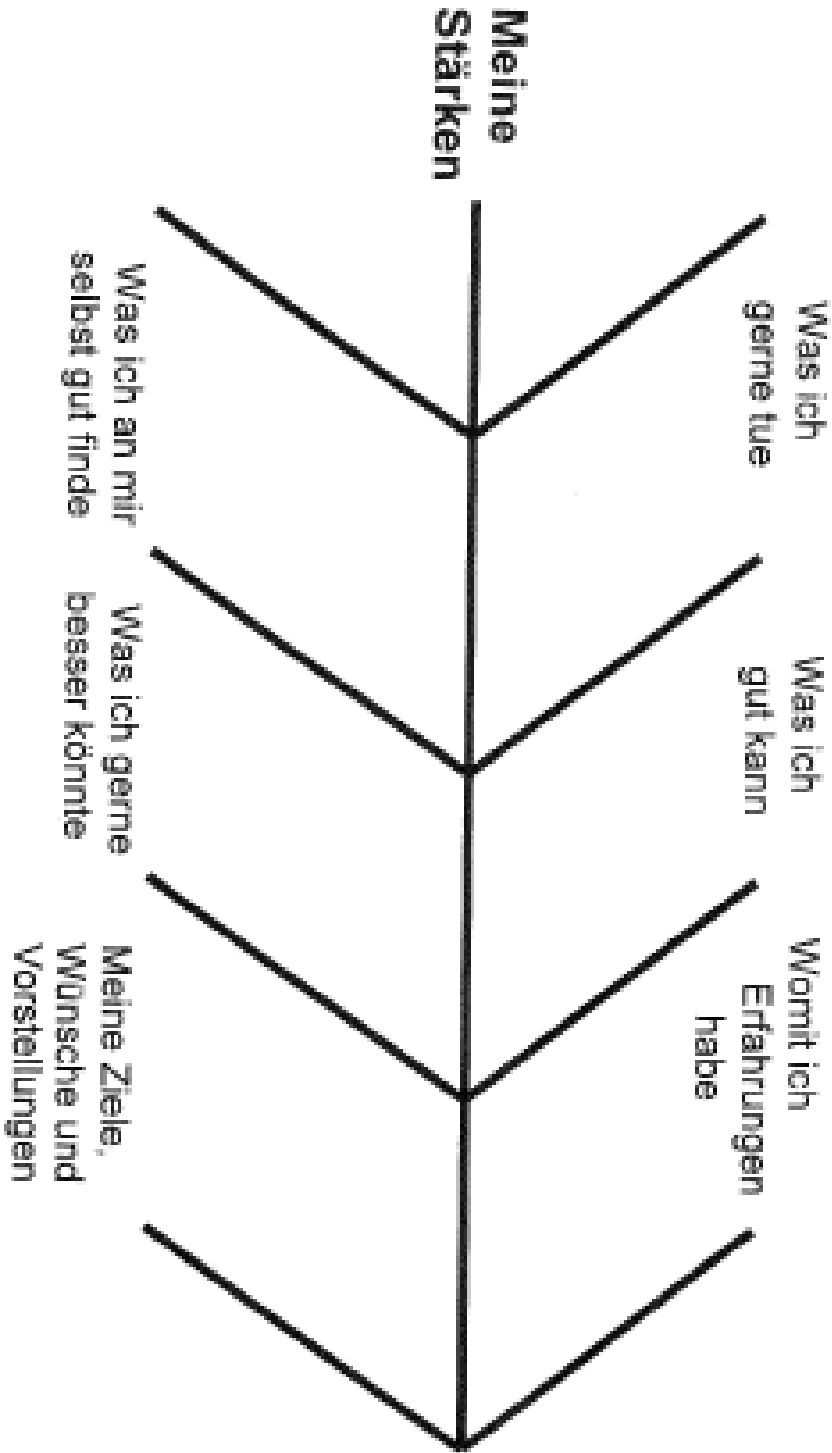 Meine
Stärken
Was ich
gerne tue
Was ich
gut kann
Womit ich
Erfahrungen
habe
Was ich an mir
selbst gut finde
Was ich gerne
besser könnte
Meine Ziele,
Wünsche und
Vorstellungen